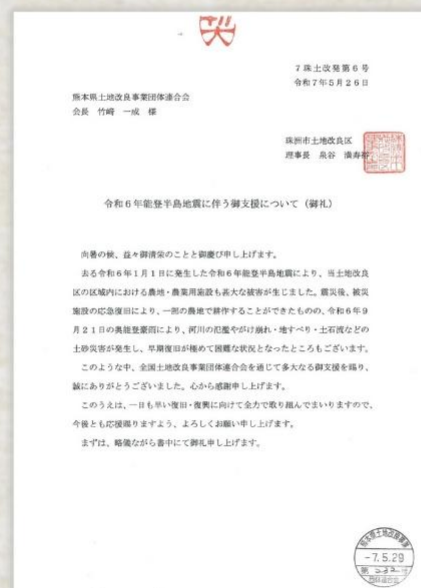 7珠土改発第6号
令和7年5月26日
熊本県土地改良事業団体連合会
会長 竹﨑 一成 様
珠洲市土地改良区
理事長 泉谷
令和6年能登半島地震に伴う御支援について（御礼）
向暑の候、益々御清栄のことと御慶び申し上げます。
去る令和6年1月1日に発生した令和6年能登半島地震により、当土地改良
区の区域内における農地・農業用施設も甚大な被害が生じました。震災後、被災
施設の応急復旧により、一部の農地で耕作することができたものの、令和6年9
月21日の奥能登豪雨により、河川の氾濫やがけ崩れ・地すべり・土石流などの
土砂災害が発生し、早期復旧が極めて困難な状況となったところもございます。
このような中、全国土地改良事業団体連合会を通じて多大なる御支援を賜り、
誠にありがとうございました。心から感謝申し上げます。
このうえは、一日も早い復旧・復興に向けて全力で取り組んでまいりますので、
今後とも応援賜りますよう、よろしくお願い申し上げます。
まずは、略儀ながら書中にて御礼申し上げます。
熊本県土地改良事業
-7.5.29
第
団体連合会